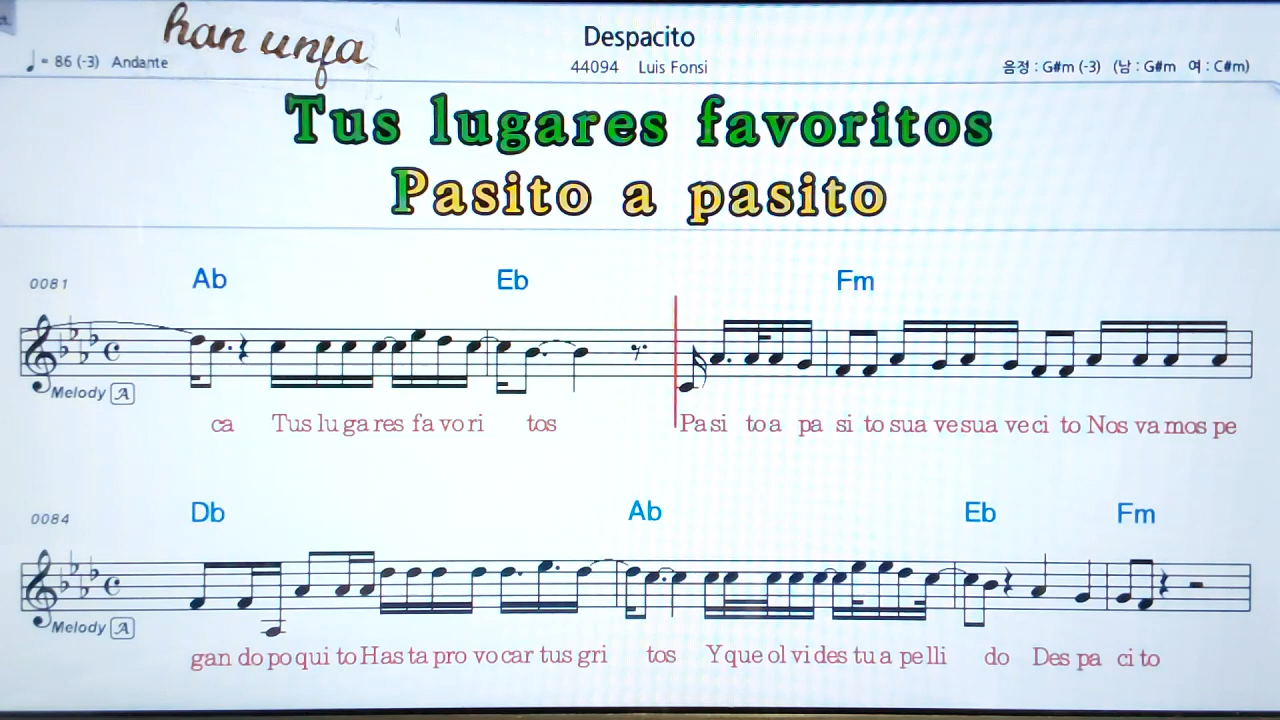 han unfa
Despacito
♩ = 86 (-3) Andante
44094 Luis Fonsi
음정 : G#m (-3) (남 : G#m 여 : C#m)
Tus lugares favoritos
Pasito a pasito
0081
Ab Eb Fm
Melody A
ca Tus lu ga res fa vo ri tos Pa si to a pa si to sua ve sua ve ci to Nos va mos pe
0084
Db Ab Eb Fm
Melody A
gan do po qui to Has ta pro vo car tus gri tos Y que ol vi des tu a pe lli do Des pa ci to